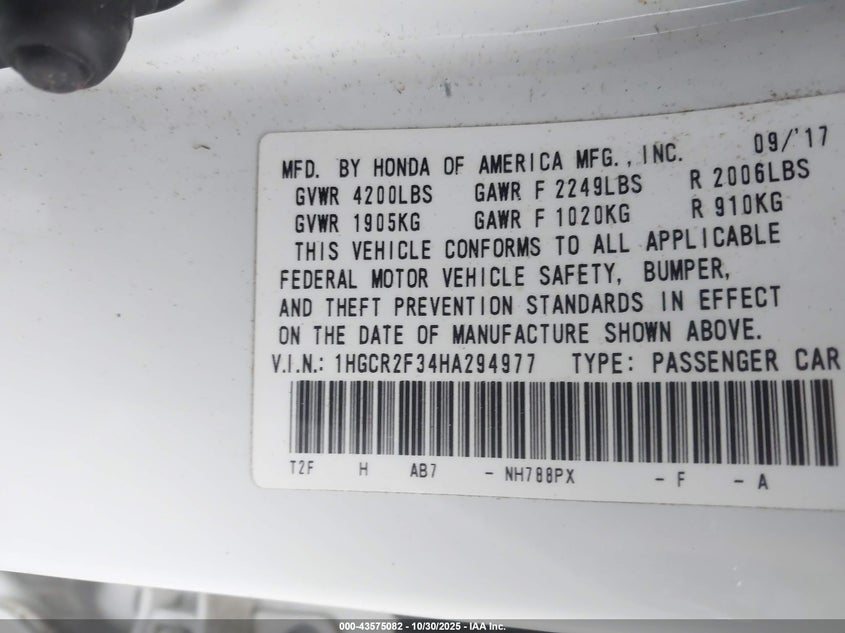 MFD. BY HONDA OF AMERICA MFG., INC. 09/'17
GVWR 4200LBS GAWR F 2249LBS R 2006LBS
GVWR 1905KG GAWR F 1020KG R 910KG
THIS VEHICLE CONFORMS TO ALL APPLICABLE
FEDERAL MOTOR VEHICLE SAFETY, BUMPER,
AND THEFT PREVENTION STANDARDS IN EFFECT
ON THE DATE OF MANUFACTURE SHOWN ABOVE.
V.I.N.: 1HGCR2F34HA294977 TYPE: PASSENGER CAR
T2F H AB7 - NH788PX - F - A
000-43575082 - 10/30/2025 - IAA Inc.